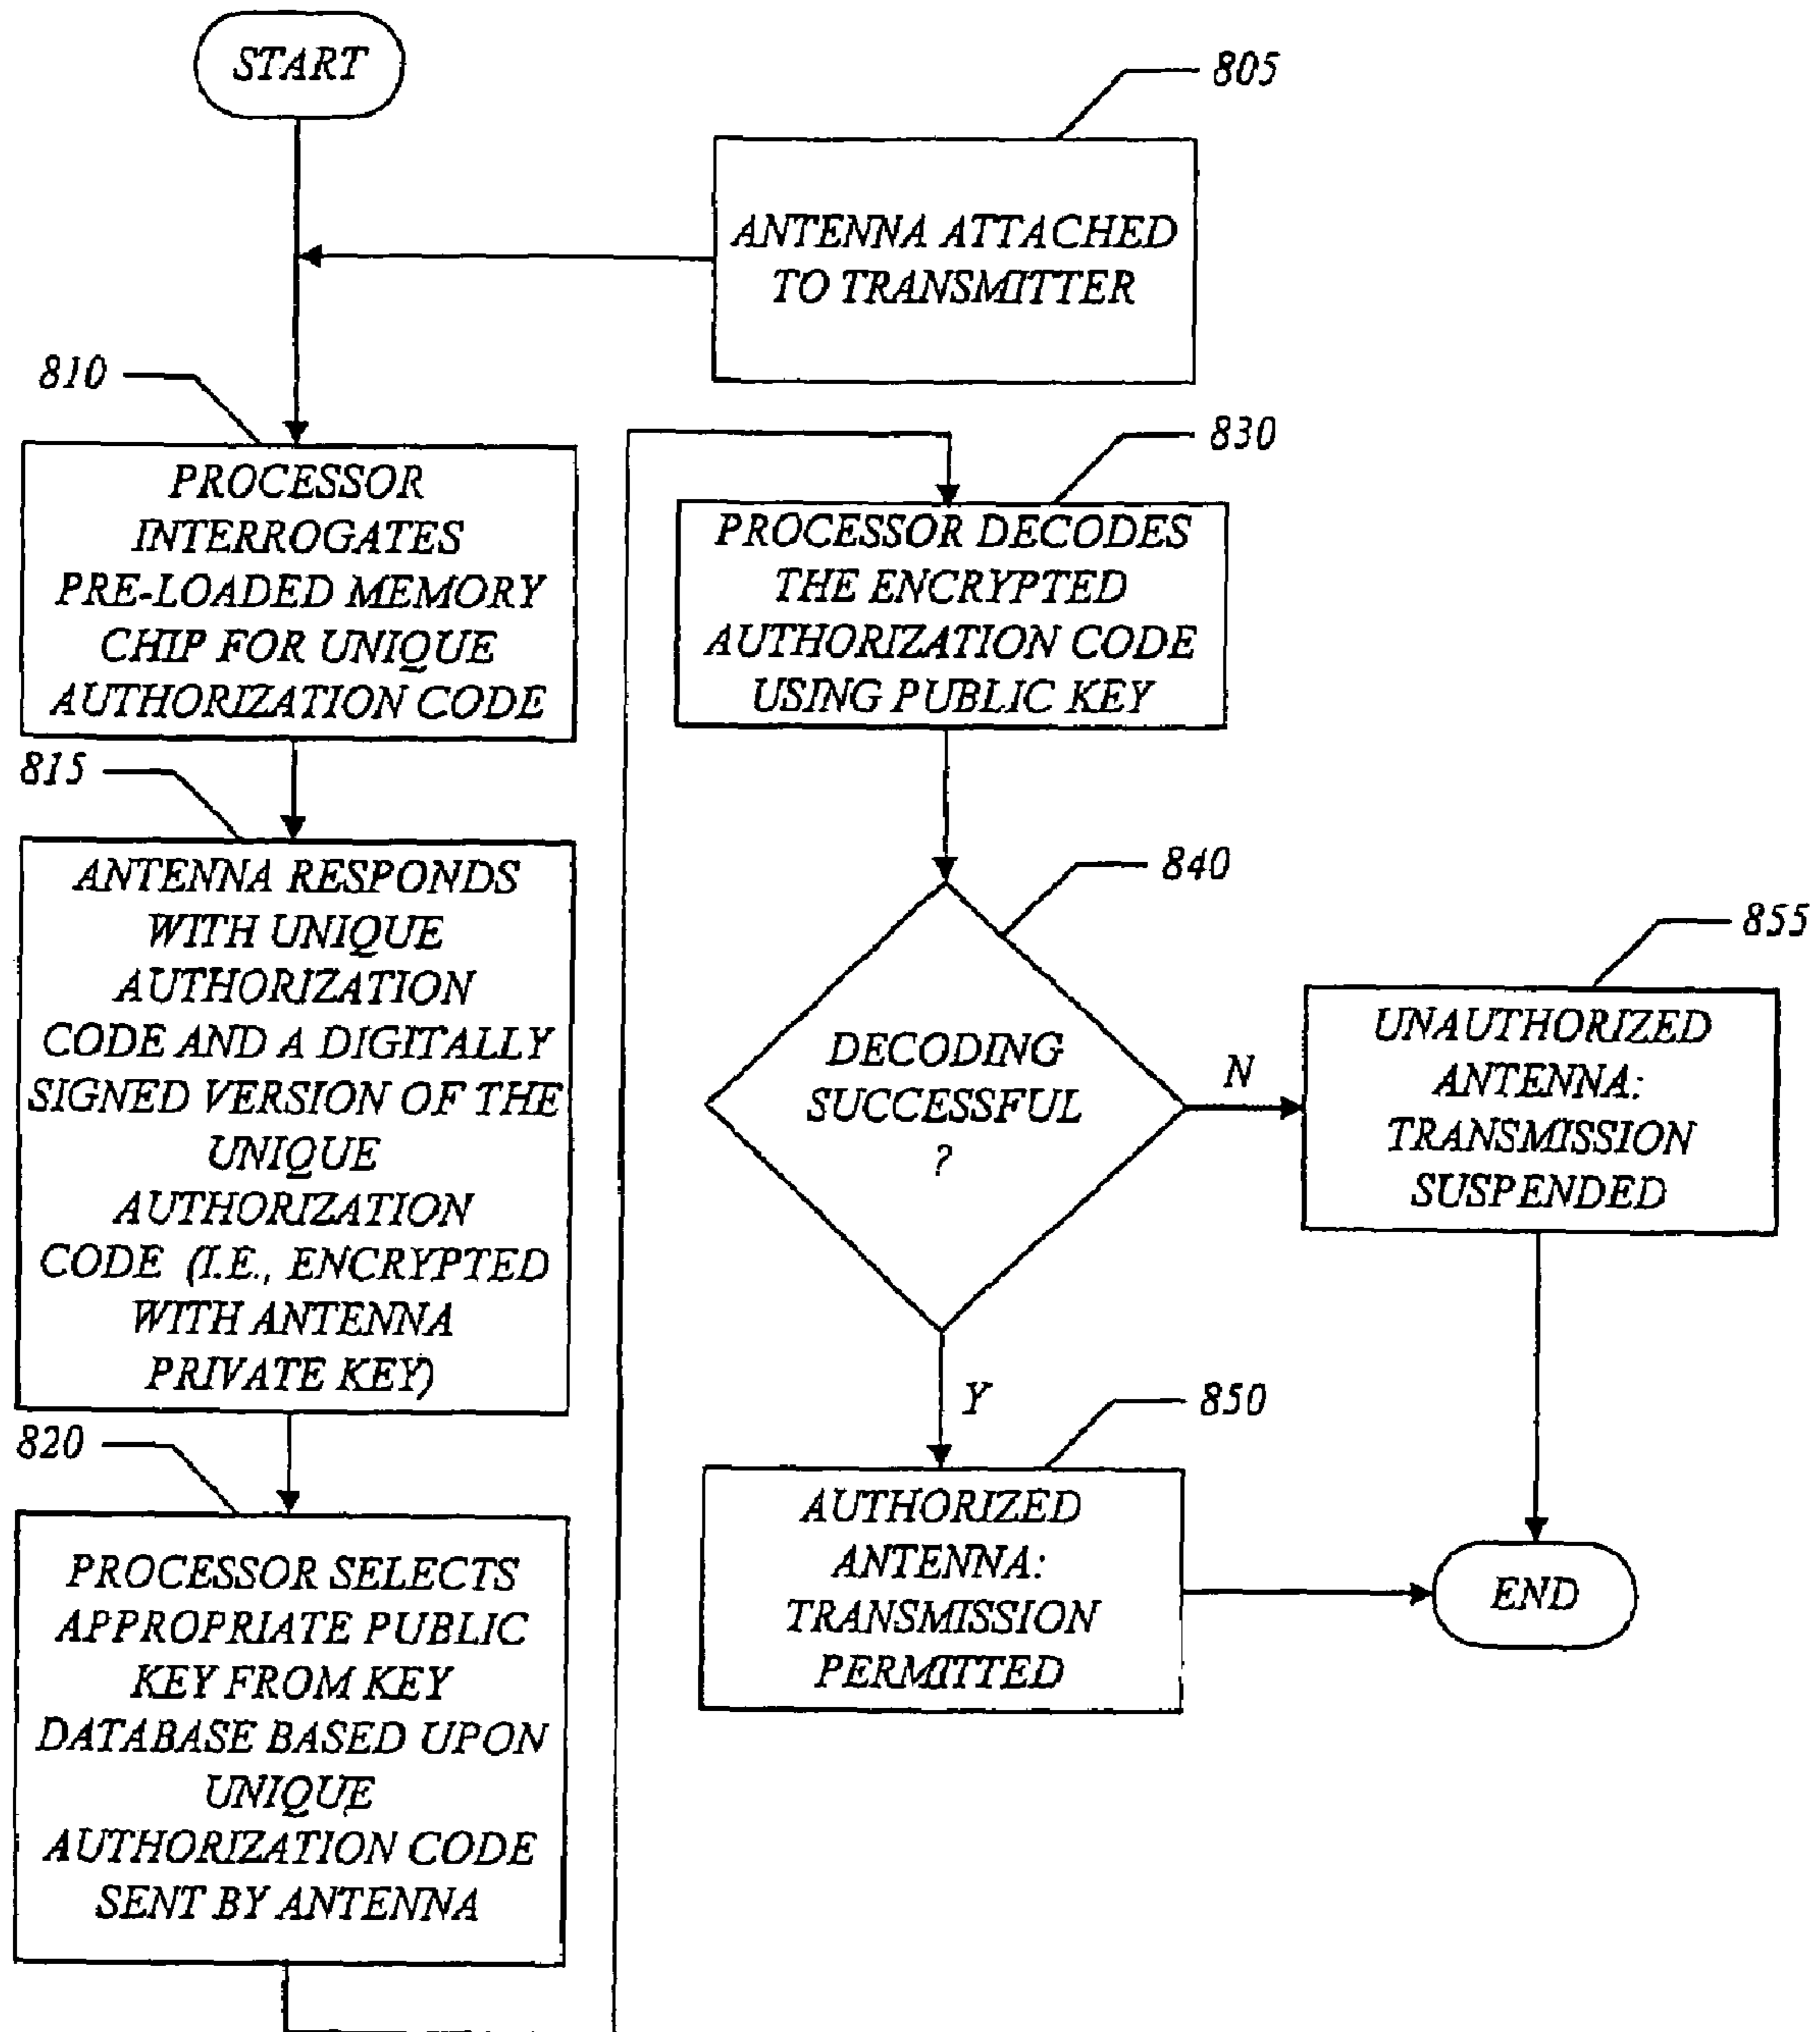 START
805
ANTENNA ATTACHED
TO TRANSMITTER
810
PROCESSOR
INTERROGATES
PRE-LOADED MEMORY
CHIP FOR UNIQUE
AUTHORIZATION CODE
815
ANTENNA RESPONDS
WITH UNIQUE
AUTHORIZATION
CODE AND A DIGITALLY
SIGNED VERSION OF THE
UNIQUE
AUTHORIZATION
CODE (I.E., ENCRYPTED
WITH ANTENNA
PRIVATE KEY)
820
PROCESSOR SELECTS
APPROPRIATE PUBLIC
KEY FROM KEY
DATABASE BASED UPON
UNIQUE
AUTHORIZATION CODE
SENT BY ANTENNA
830
PROCESSOR DECODES
THE ENCRYPTED
AUTHORIZATION CODE
USING PUBLIC KEY
840
DECODING
SUCCESSFUL
?
N
855
UNAUTHORIZED
ANTENNA:
TRANSMISSION
SUSPENDED
Y
850
AUTHORIZED
ANTENNA:
TRANSMISSION
PERMITTED
END